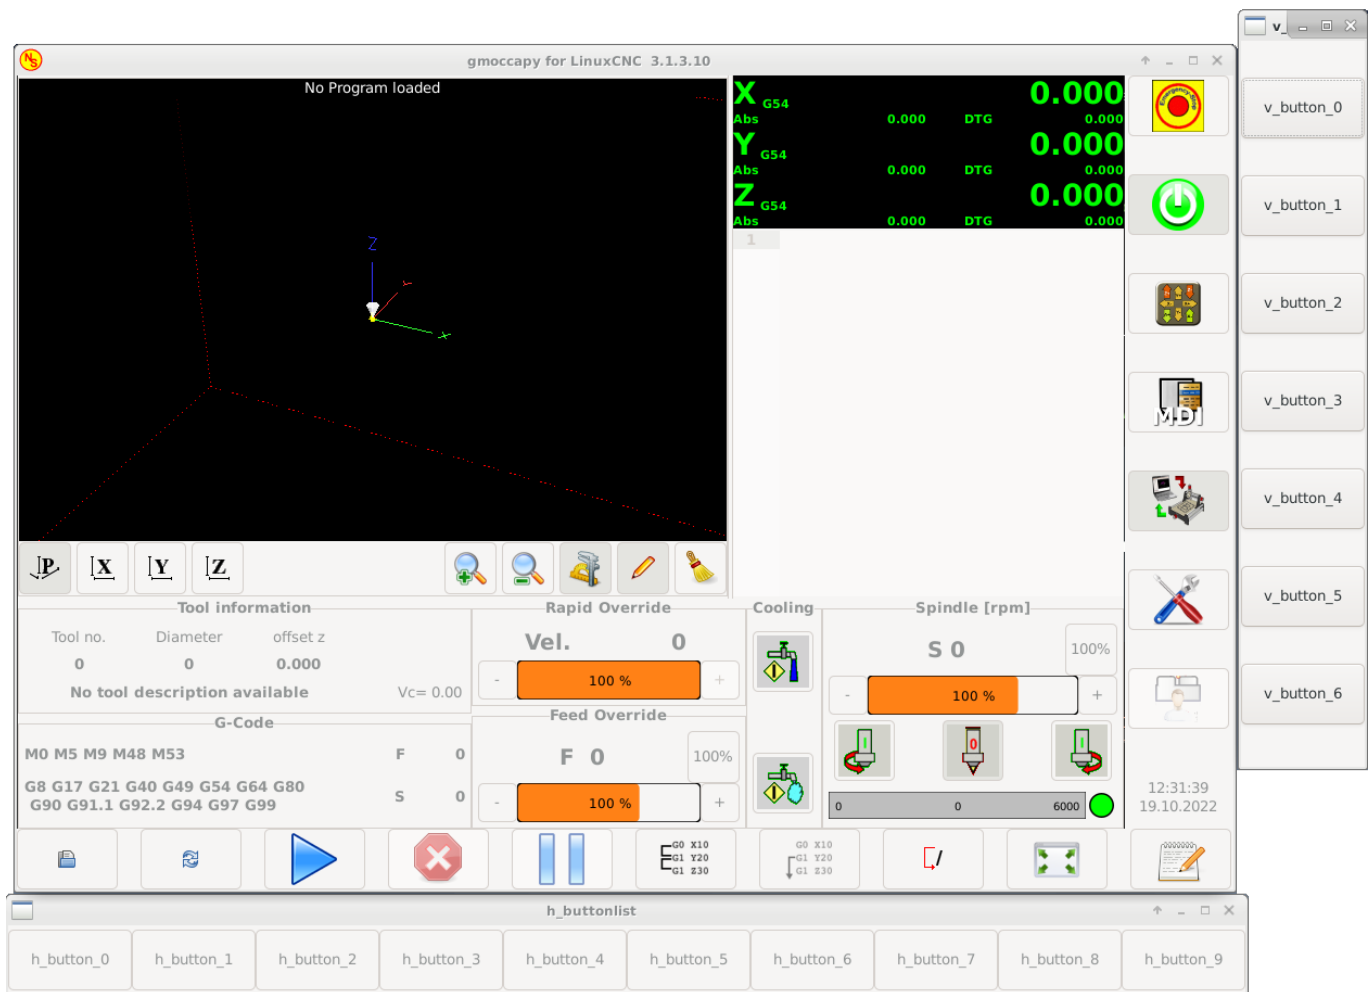 v_
gmoccapy for LinuxCNC 3.1.3.10
No Program loaded
X G54 0.000
Abs 0.000 DTG 0.000
Y G54 0.000
Abs 0.000 DTG 0.000
Z G54 0.000
Abs 0.000 DTG 0.000
1
Z
Y
X
Emergency-Stop
MDI
v_button_0
v_button_1
v_button_2
v_button_3
v_button_4
v_button_5
v_button_6
P X Y Z
Tool information
Tool no. Diameter offset z
0 0 0.000
No tool description available Vc= 0.00
G-Code
M0 M5 M9 M48 M53 F 0
G8 G17 G21 G40 G49 G54 G64 G80
G90 G91.1 G92.2 G94 G97 G99
S 0
Rapid Override
Vel. 0
- 100 % +
Feed Override
F 0 100%
- 100 % +
Cooling
Spindle [rpm]
S 0 100%
- 100 % +
I 0 I
0 0 6000
12:31:39
19.10.2022
G0 X10
G1 Y20
G1 Z30
G0 X10
G1 Y20
G1 Z30
h_buttonlist
h_button_0 h_button_1 h_button_2 h_button_3 h_button_4 h_button_5 h_button_6 h_button_7 h_button_8 h_button_9